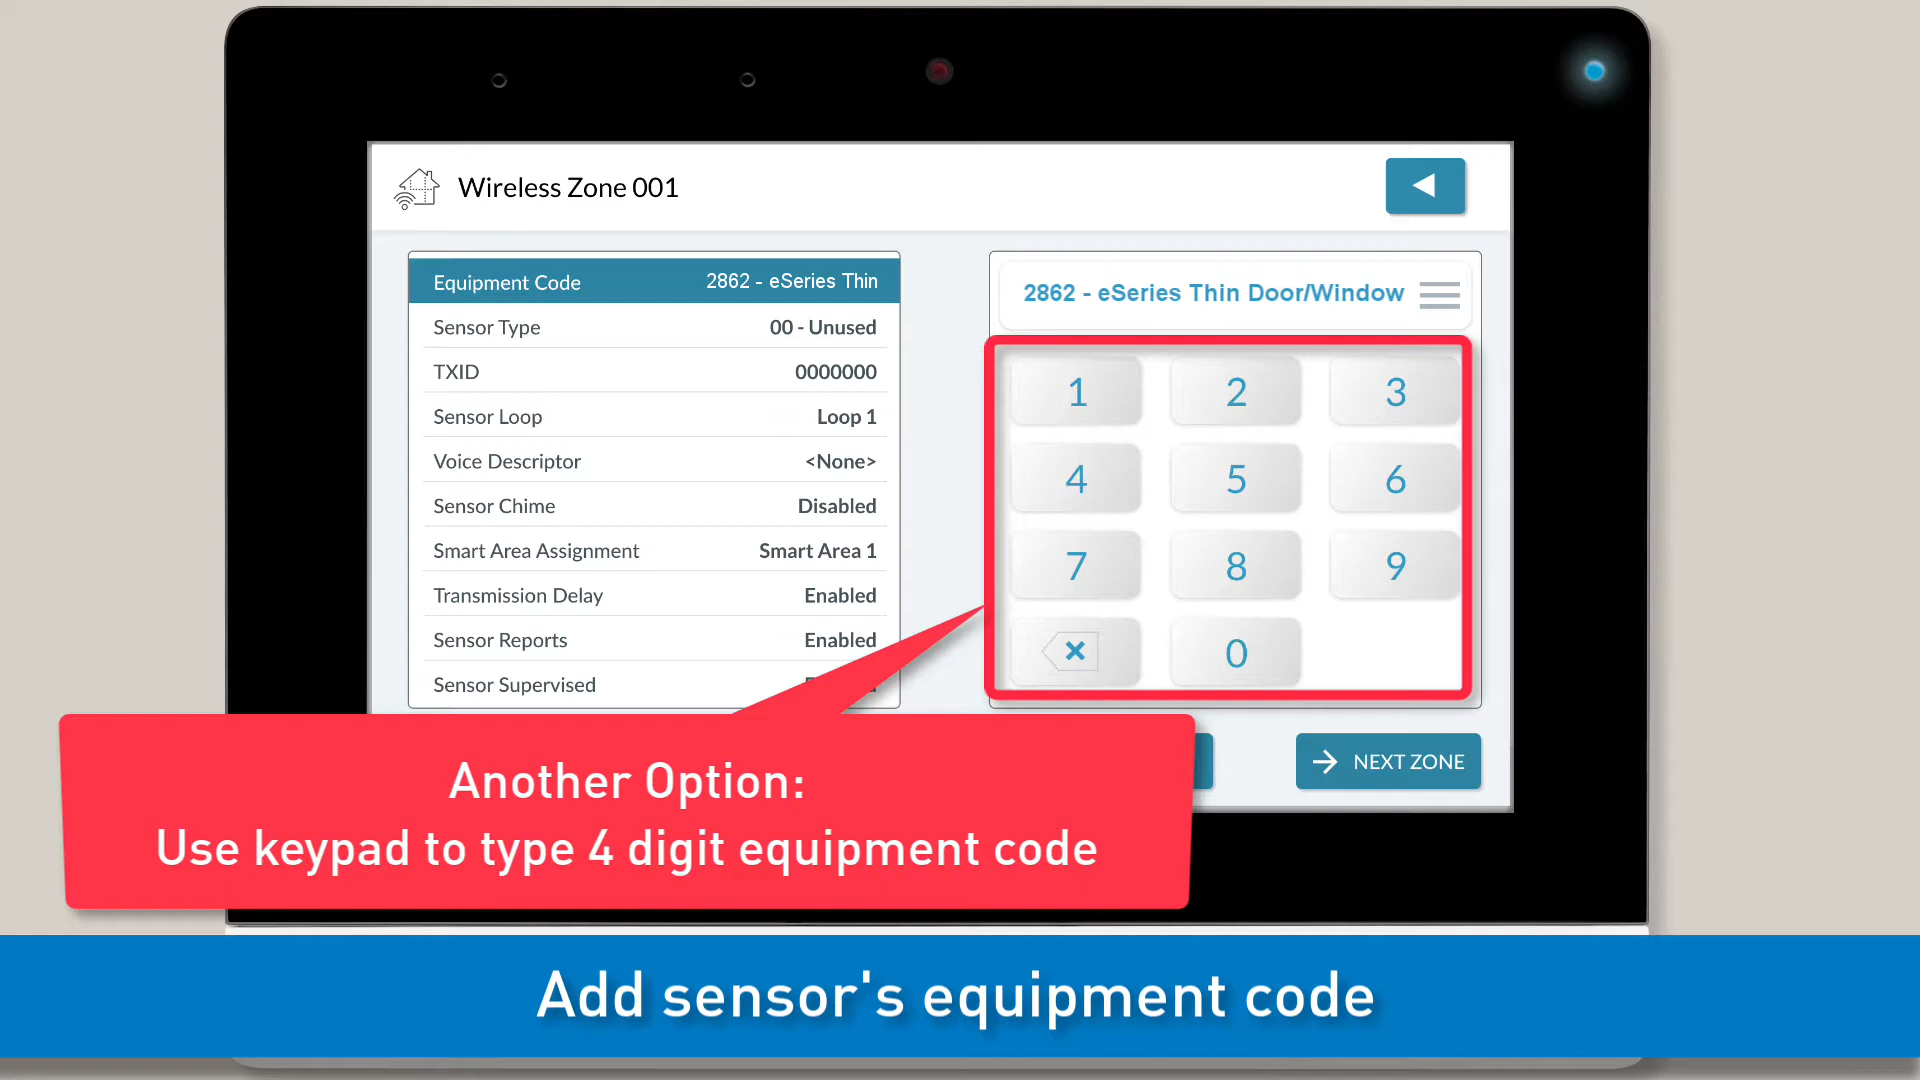 Wireless Zone 001
Equipment Code 2862 - eSeries Thin
Sensor Type 00 - Unused
TXID 0000000
Sensor Loop Loop 1
Voice Descriptor <None>
Sensor Chime Disabled
Smart Area Assignment Smart Area 1
Transmission Delay Enabled
Sensor Reports Enabled
Sensor Supervised
2862 - eSeries Thin Door/Window
1 2 3
4 5 6
7 8 9
0
NEXT ZONE
Another Option:
Use keypad to type 4 digit equipment code
Add sensor's equipment code